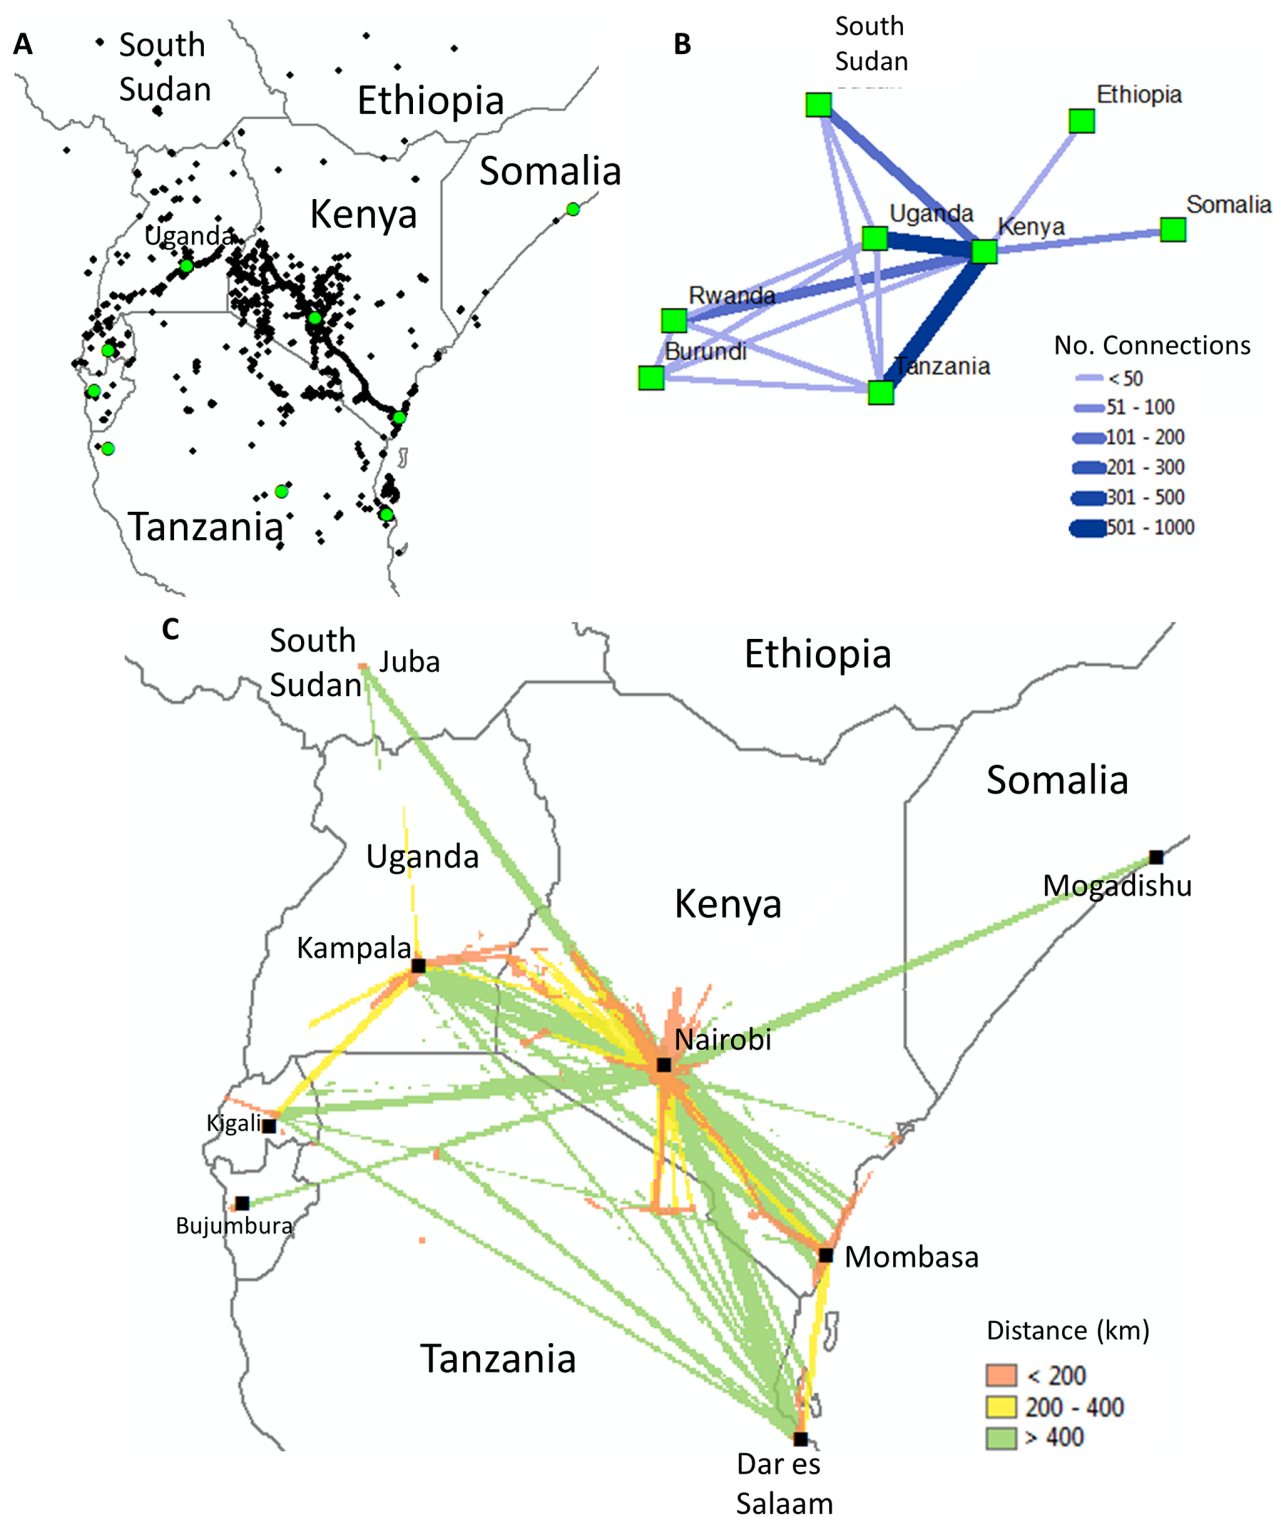 A
South
Sudan
Ethiopia
Somalia
Kenya
Uganda
Tanzania
B
South
Sudan
Ethiopia
Somalia
Uganda
Kenya
Rwanda
Burundi
Tanzania
No. Connections
< 50
51 - 100
101 - 200
201 - 300
301 - 500
501 - 1000
C
South
Sudan
Juba
Ethiopia
Somalia
Uganda
Mogadishu
Kenya
Kampala
Nairobi
Kigali
Bujumbura
Mombasa
Tanzania
Distance (km)
< 200
200 - 400
> 400
Dar es
Salaam